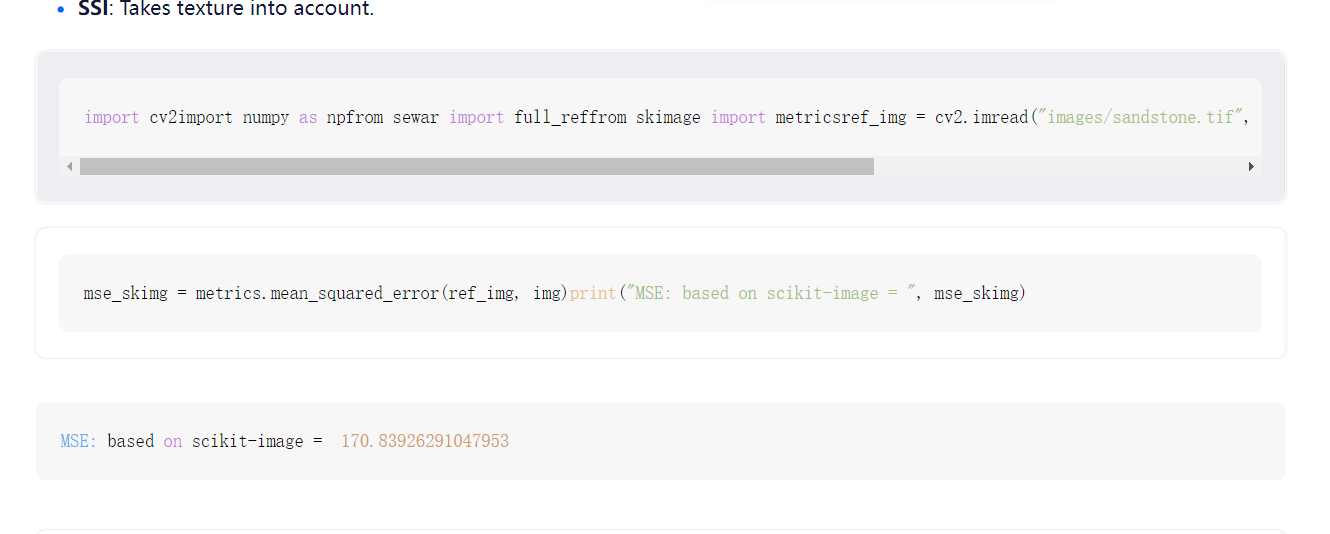 • SSI: Takes texture into account.
import cv2import numpy as npfrom sewar import full_reffrom skimage import metricsref_img = cv2.imread("images/sandstone.tif",
mse_skimg = metrics.mean_squared_error(ref_img, img)print("MSE: based on scikit-image = ", mse_skimg)
MSE: based on scikit-image =  170.83926291047953